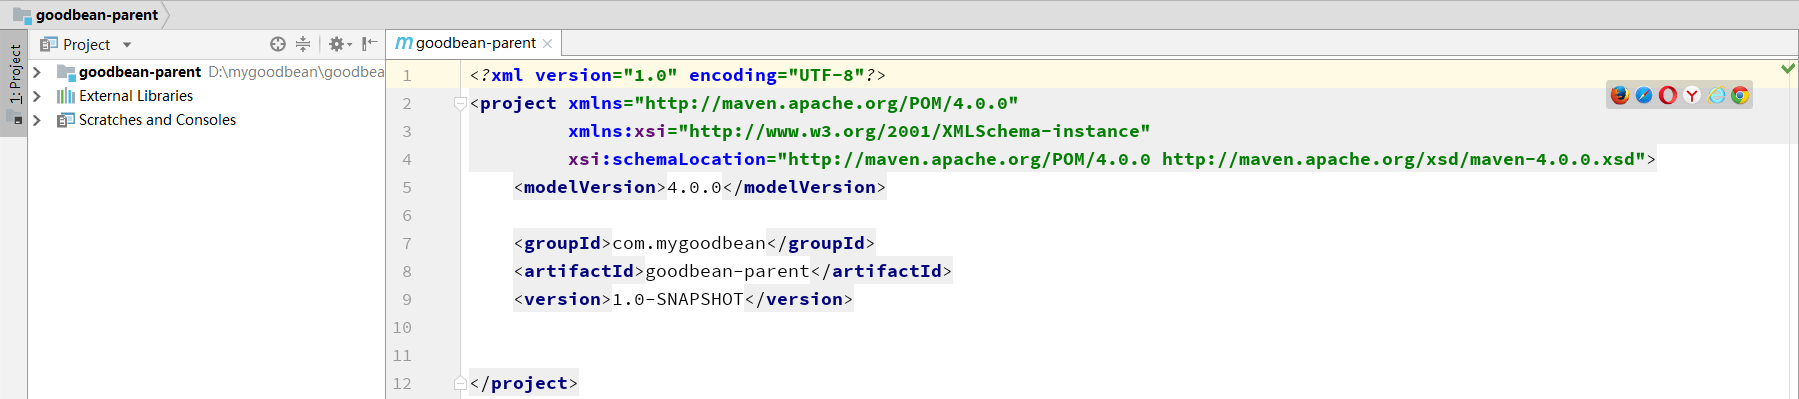 goodbean-parent
1: Project
Project
goodbean-parent D:\mygoodbean\goodbea
External Libraries
Scratches and Consoles
goodbean-parent
1 <?xml version="1.0" encoding="UTF-8"?>
2 <project xmlns="http://maven.apache.org/POM/4.0.0"
3 xmlns:xsi="http://www.w3.org/2001/XMLSchema-instance"
4 xsi:schemaLocation="http://maven.apache.org/POM/4.0.0 http://maven.apache.org/xsd/maven-4.0.0.xsd">
5 <modelVersion>4.0.0</modelVersion>
6
7 <groupId>com.mygoodbean</groupId>
8 <artifactId>goodbean-parent</artifactId>
9 <version>1.0-SNAPSHOT</version>
10
11
12 </project>